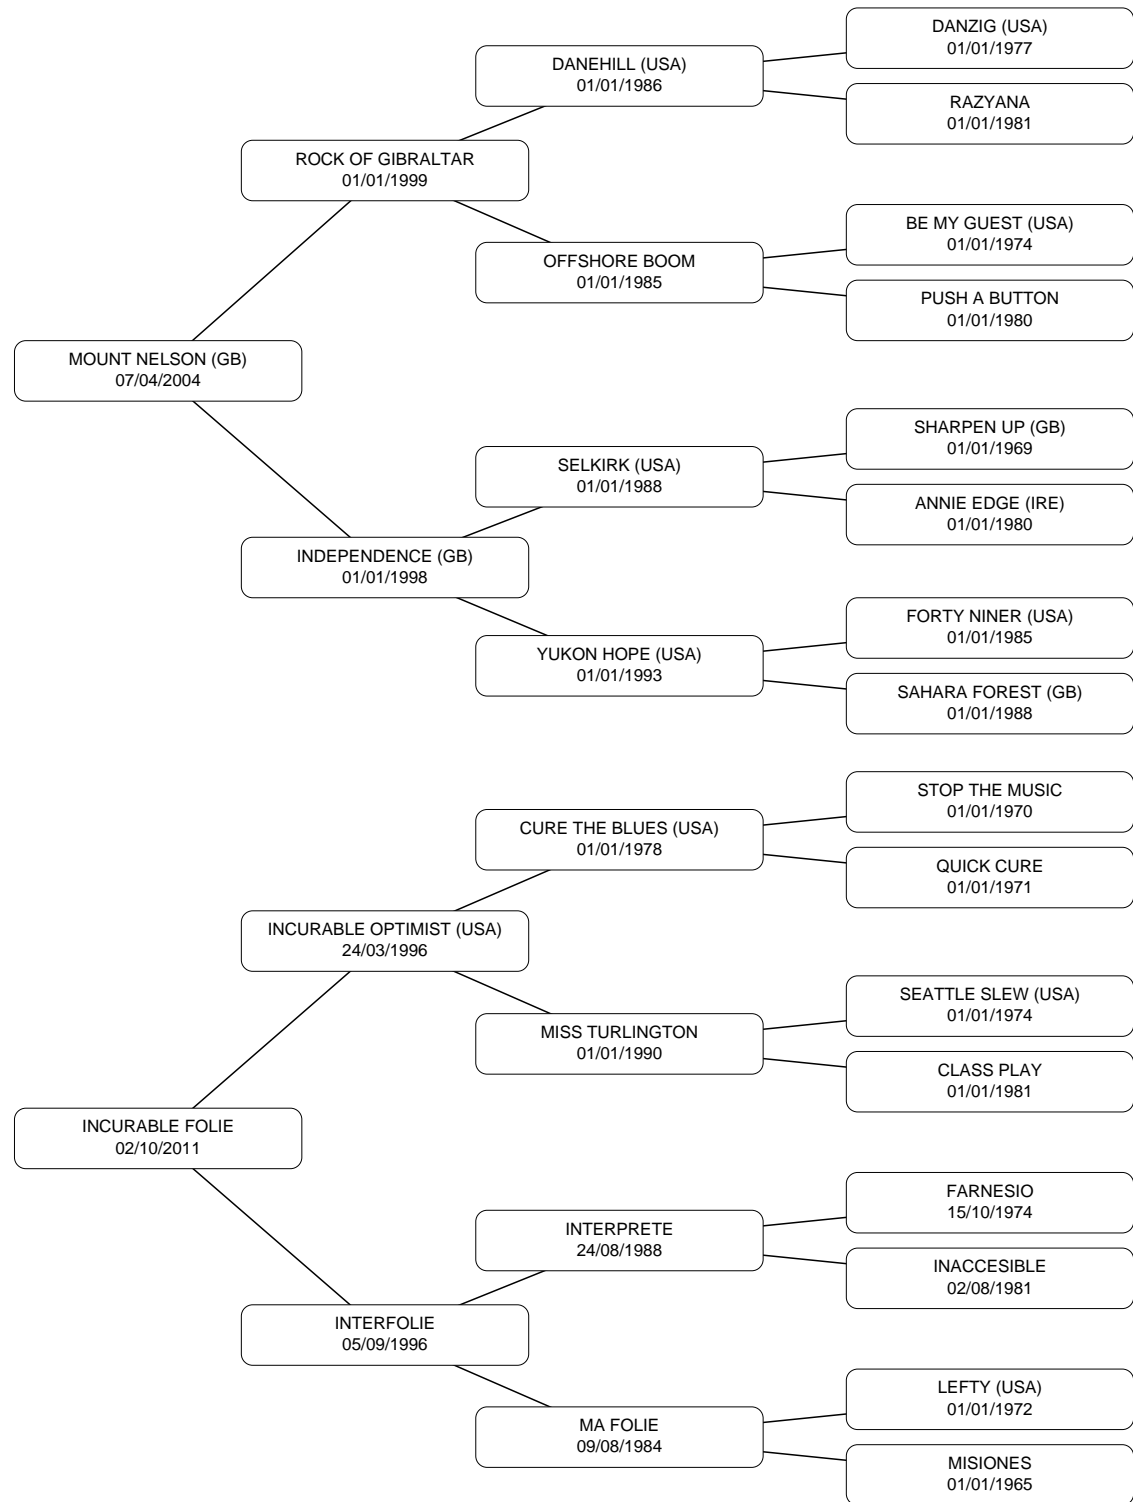 DANZIG (USA)
01/01/1977
DANEHILL (USA)
01/01/1986
RAZYANA
01/01/1981
ROCK OF GIBRALTAR
01/01/1999
BE MY GUEST (USA)
01/01/1974
OFFSHORE BOOM
01/01/1985
PUSH A BUTTON
01/01/1980
MOUNT NELSON (GB)
07/04/2004
SHARPEN UP (GB)
01/01/1969
SELKIRK (USA)
01/01/1988
ANNIE EDGE (IRE)
01/01/1980
INDEPENDENCE (GB)
01/01/1998
FORTY NINER (USA)
01/01/1985
YUKON HOPE (USA)
01/01/1993
SAHARA FOREST (GB)
01/01/1988
STOP THE MUSIC
01/01/1970
CURE THE BLUES (USA)
01/01/1978
QUICK CURE
01/01/1971
INCURABLE OPTIMIST (USA)
24/03/1996
SEATTLE SLEW (USA)
01/01/1974
MISS TURLINGTON
01/01/1990
CLASS PLAY
01/01/1981
INCURABLE FOLIE
02/10/2011
FARNESIO
15/10/1974
INTERPRETE
24/08/1988
INACCESIBLE
02/08/1981
INTERFOLIE
05/09/1996
LEFTY (USA)
01/01/1972
MA FOLIE
09/08/1984
MISIONES
01/01/1965